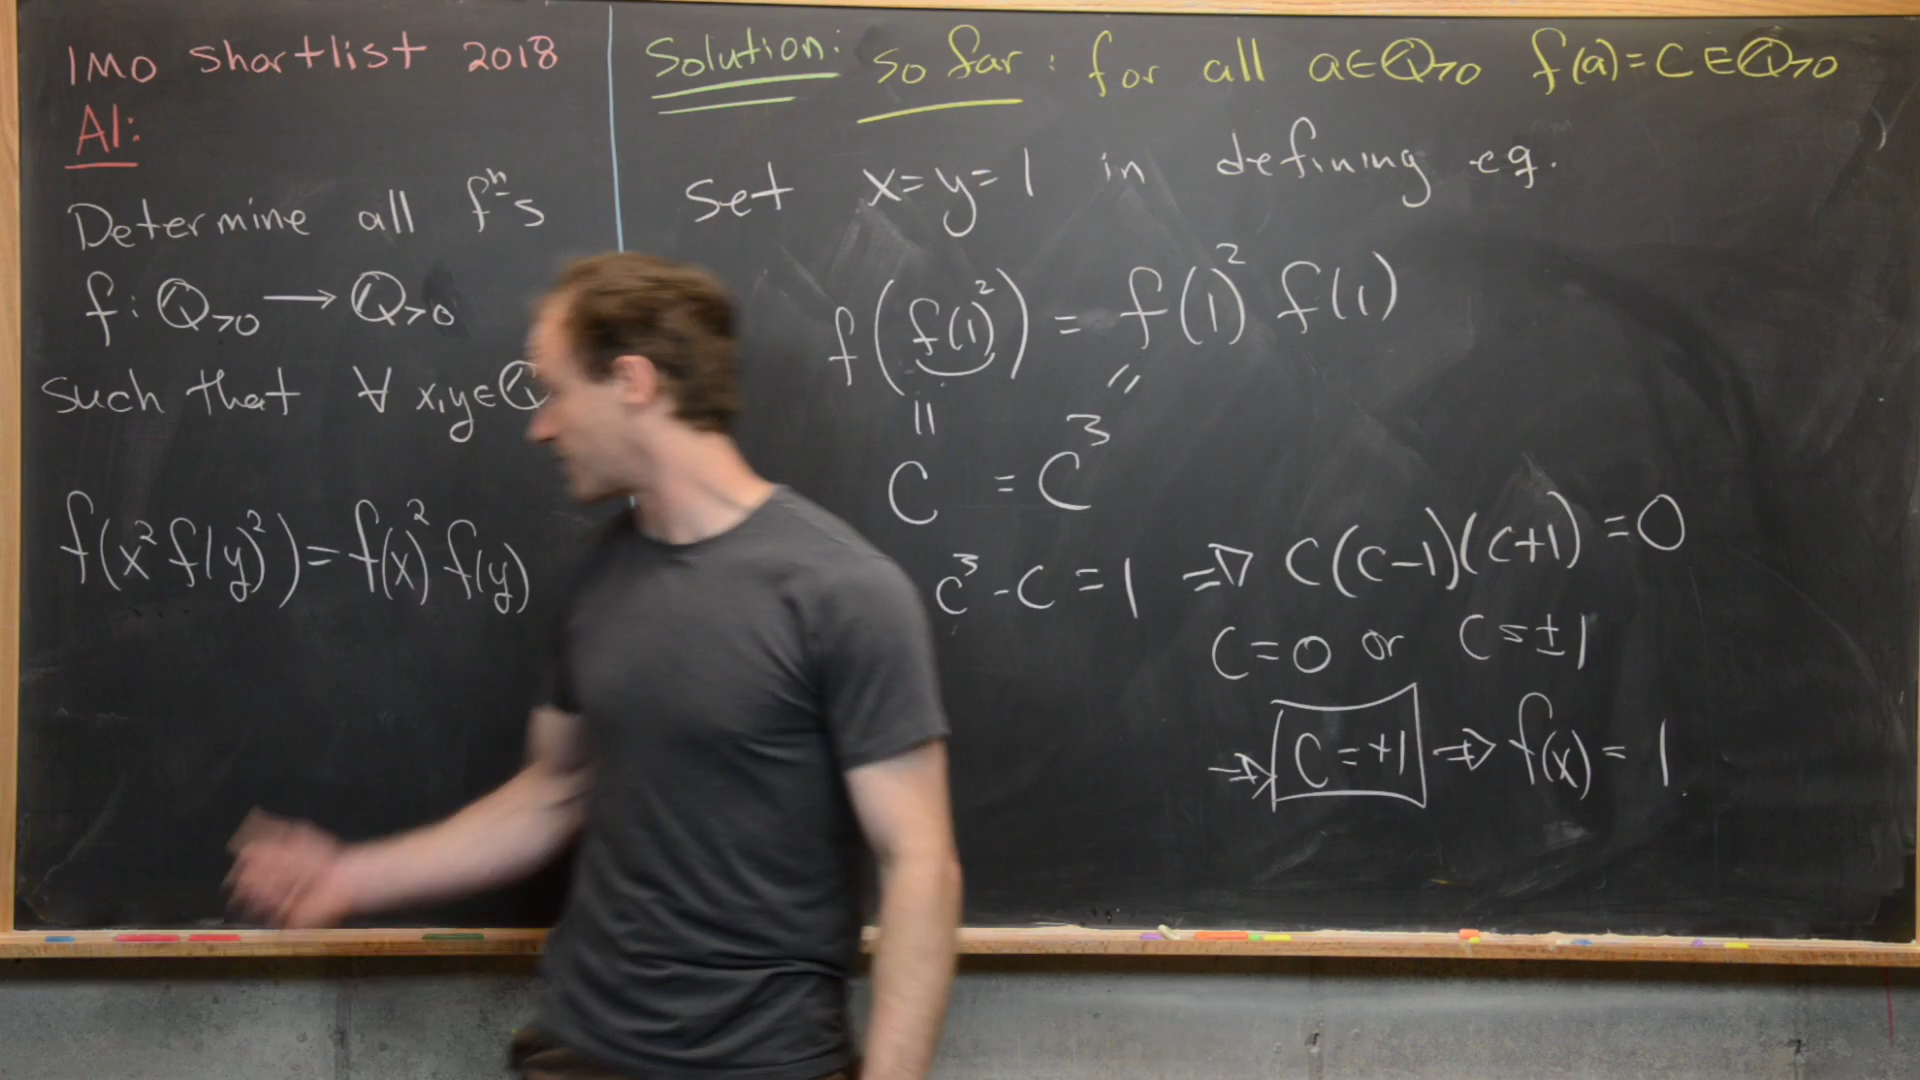 IMO Shortlist 2018
A1:
Determine all fⁿs
f: ℚ>0 → ℚ>0
such that ∀ x,y ∈ ℚ
f(x² f(y)²) = f(x)² f(y)
Solution: so far: for all a∈ℚ>0 f(a)=C∈ℚ>0
Set x=y=1 in defining eq.
f(f(1)²) = f(1)² f(1)
C = C³
c³-c=1 ⇒ C(C-1)(C+1)=0
C=0 or C=±1
⇒ C=+1 ⇒ f(x)=1.